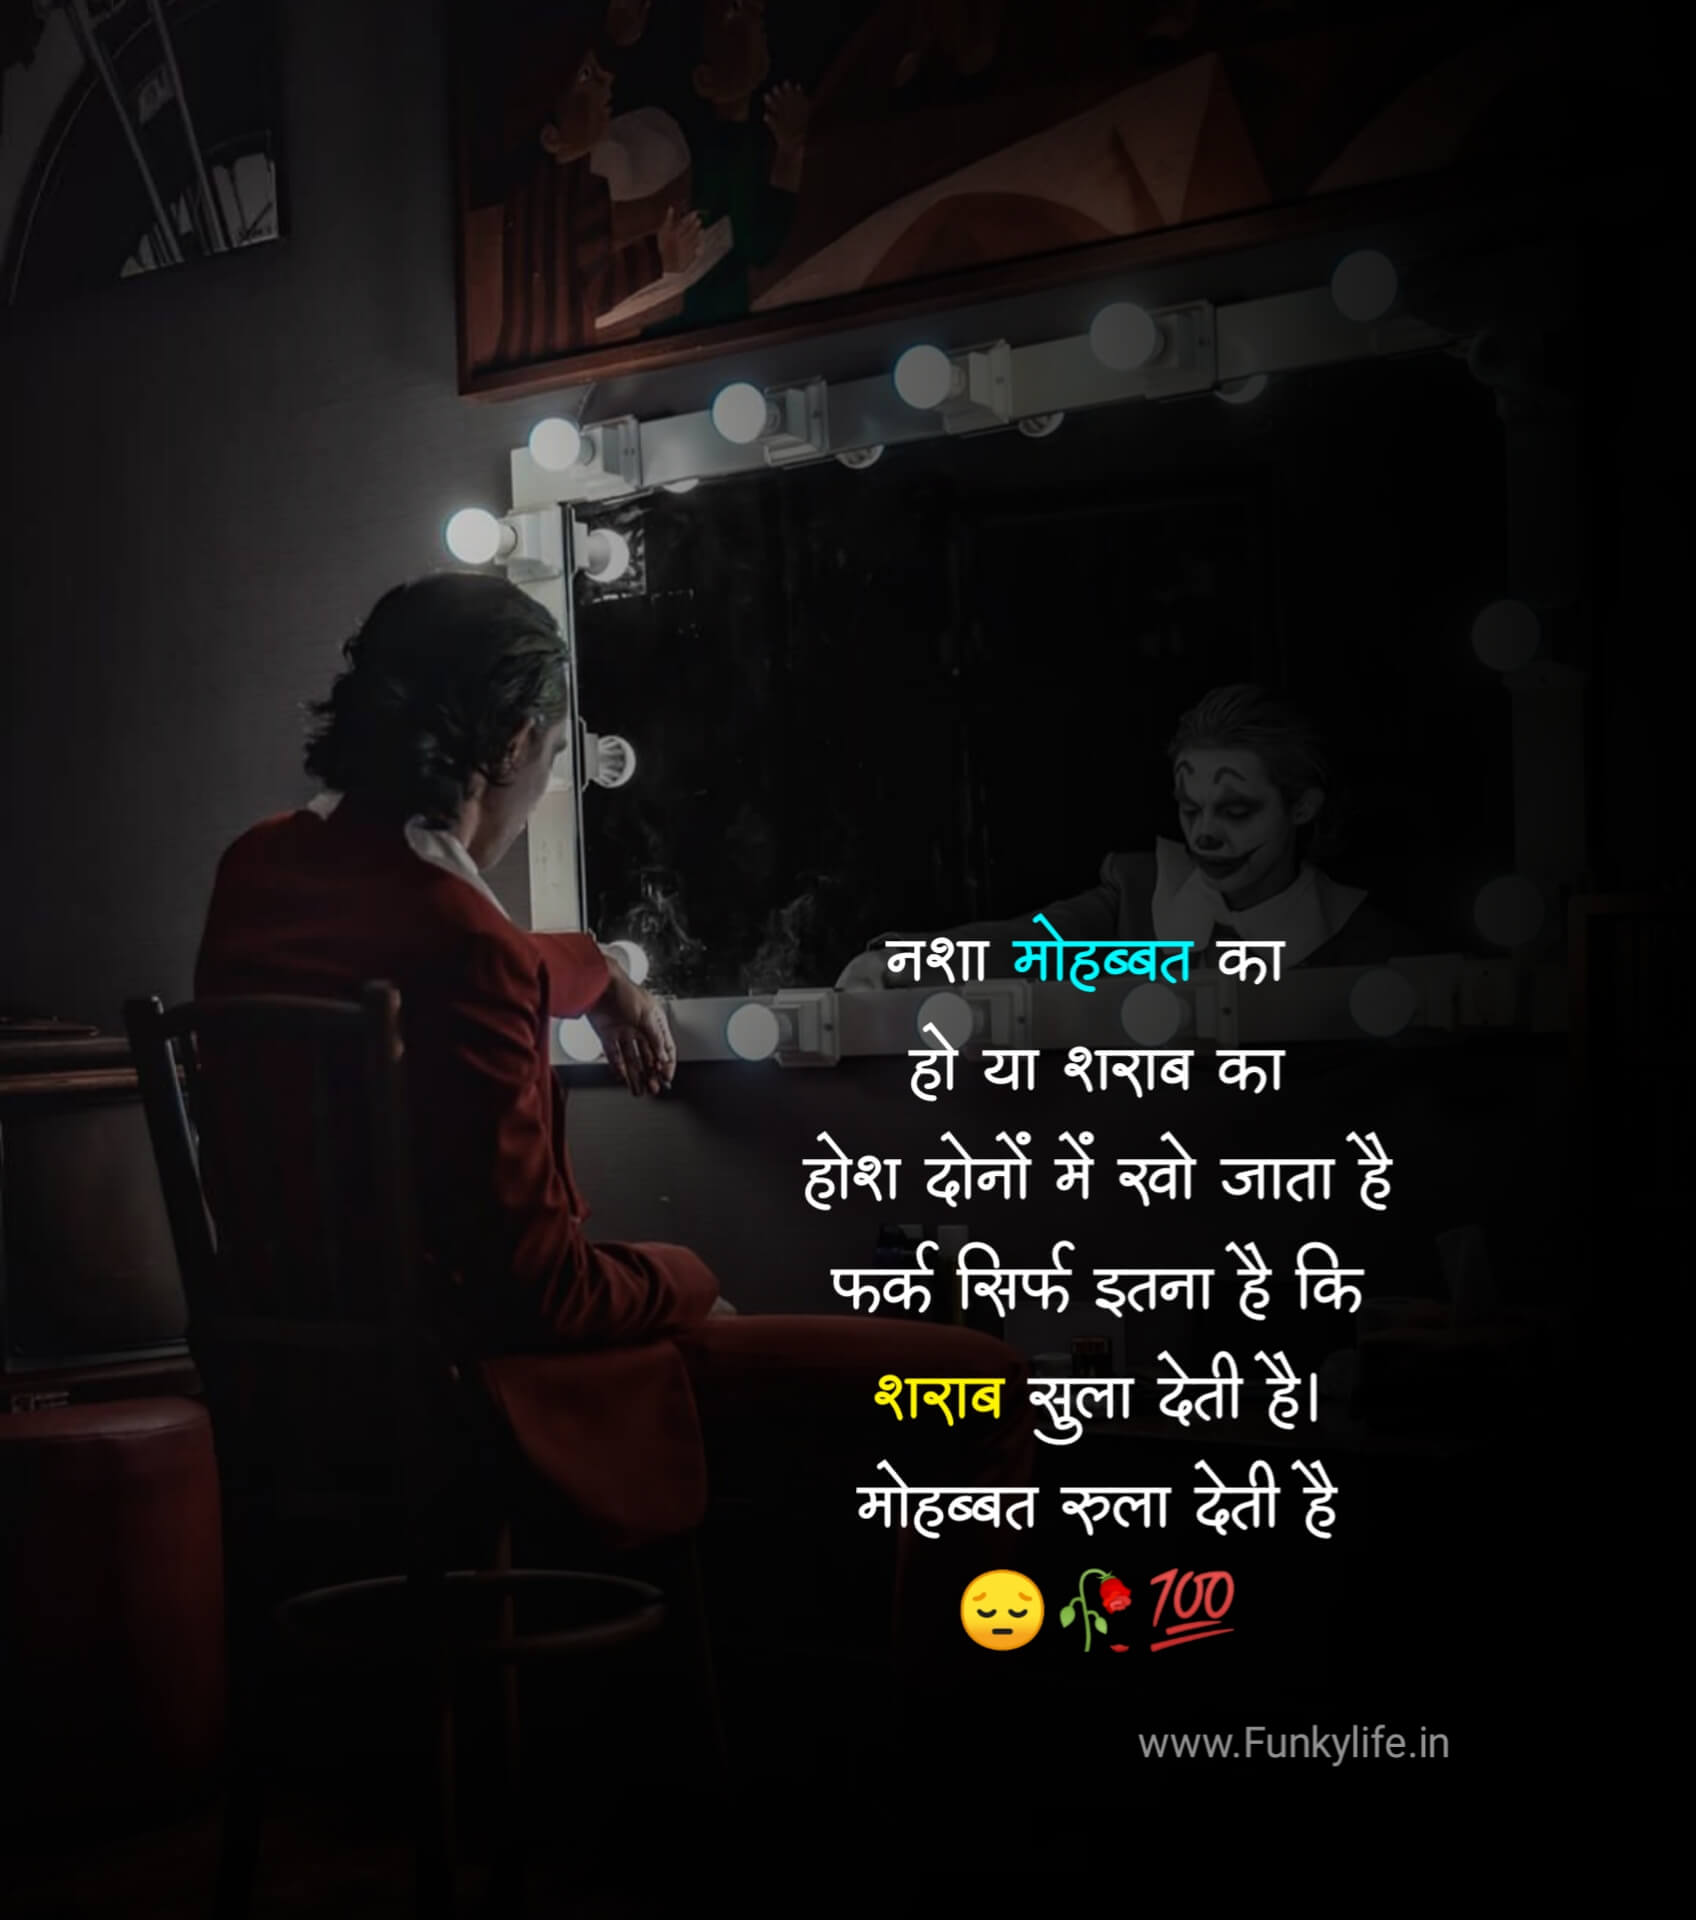 नशा मोहब्बत का
हो या शराब का
होश दोनों में खो जाता है
फर्क सिर्फ इतना है कि
शराब सुला देती है।
मोहब्बत रुला देती है
😔🥀💯
www.Funkylife.in